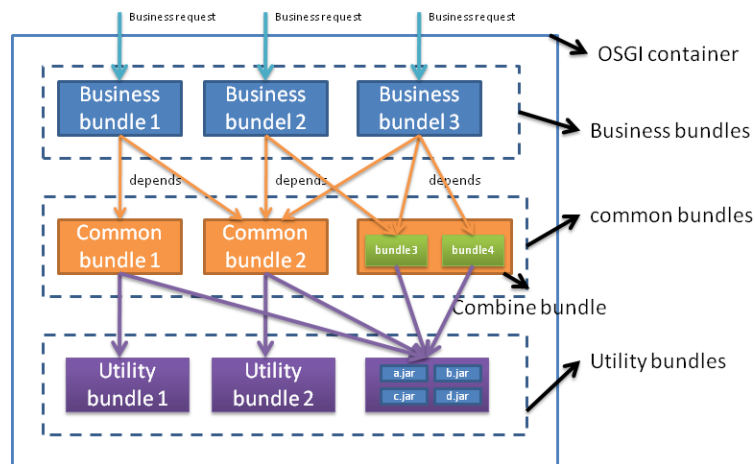 Business request
Business request
Business request
OSGI container
Business
bundle 1
Business
bundel 2
Business
bundel 3
Business bundles
depends
depends
depends
Common
bundle 1
Common
bundle 2
bundle3
bundle4
common bundles
Combine bundle
Utility
bundle 1
Utility
bundle 2
a.jar
b.jar
c.jar
d.jar
Utility bundles